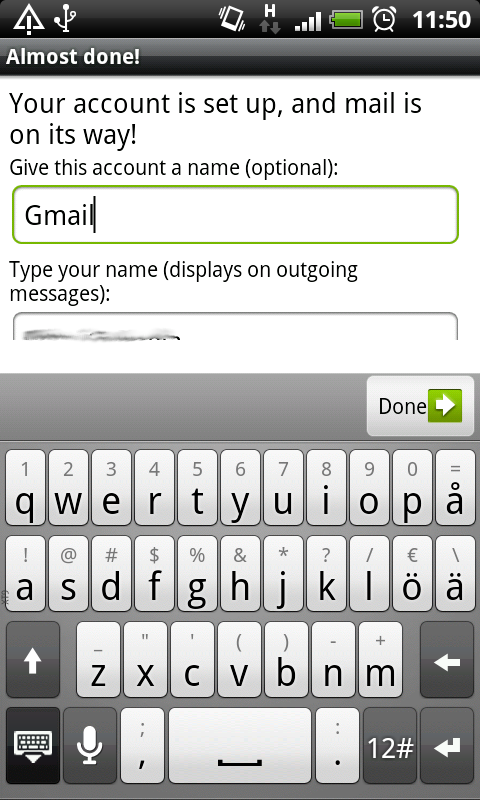 H
11:50
Almost done!
Your account is set up, and mail is
on its way!
Give this account a name (optional):
Gmail
Type your name (displays on outgoing
messages):
Done
1 2 3 4 5 6 7 8 9 0 =
q w e r t y u i o p å
! @ # $ % & * ? / € \
a s d f g h j k l ö ä
_ " ' ( ) - +
z x c v b n m
; :
, . 12#